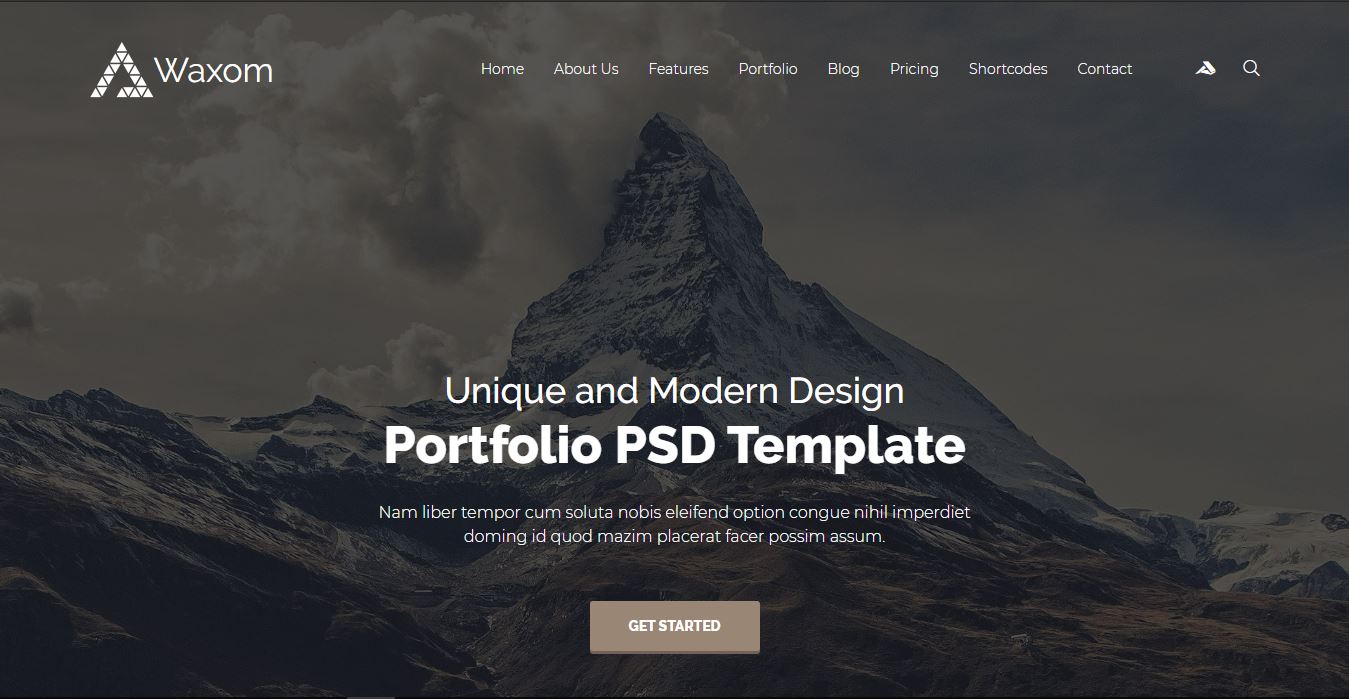 Waxom
Home About Us Features Portfolio Blog Pricing Shortcodes Contact
Unique and Modern Design
Portfolio PSD Template
Nam liber tempor cum soluta nobis eleifend option congue nihil imperdiet
doming id quod mazim placerat facer possim assum.
GET STARTED